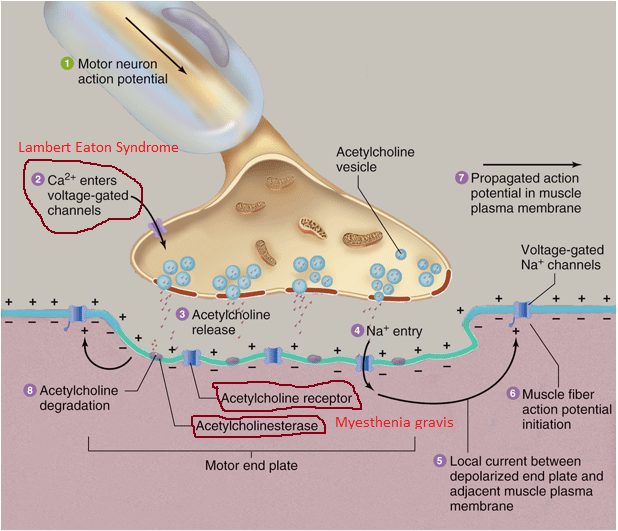 1 Motor neuron
action potential
Lambert Eaton Syndrome
2 Ca2+ enters
voltage-gated
channels
Acetylcholine
vesicle
7 Propagated action
potential in muscle
plasma membrane
Voltage-gated
Na+ channels
3 Acetylcholine
release
4 Na+ entry
8 Acetylcholine
degradation
Acetylcholine receptor
Acetylcholinesterase
Myesthenia gravis
6 Muscle fiber
action potential
initiation
Motor end plate
5 Local current between
depolarized end plate and
adjacent muscle plasma
membrane